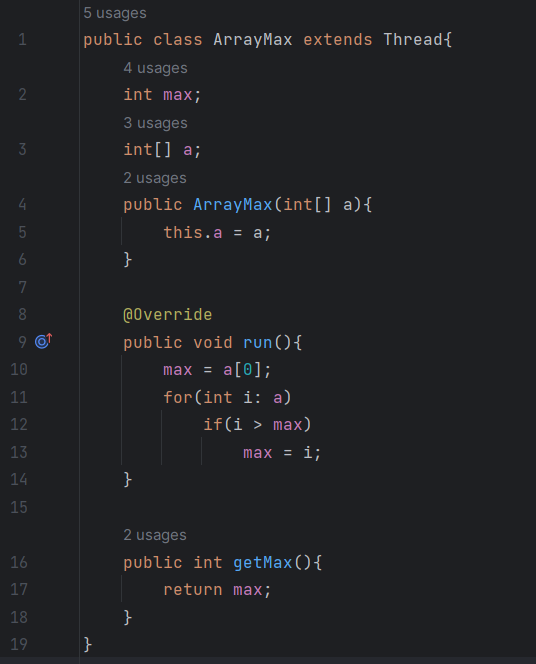 5 usages
1 public class ArrayMax extends Thread{
4 usages
2 int max;
3 usages
3 int[] a;
2 usages
4 public ArrayMax(int[] a){
5 this.a = a;
6 }
7
8 @Override
9 public void run(){
10 max = a[0];
11 for(int i: a)
12 if(i > max)
13 max = i;
14 }
15
2 usages
16 public int getMax(){
17 return max;
18 }
19 }